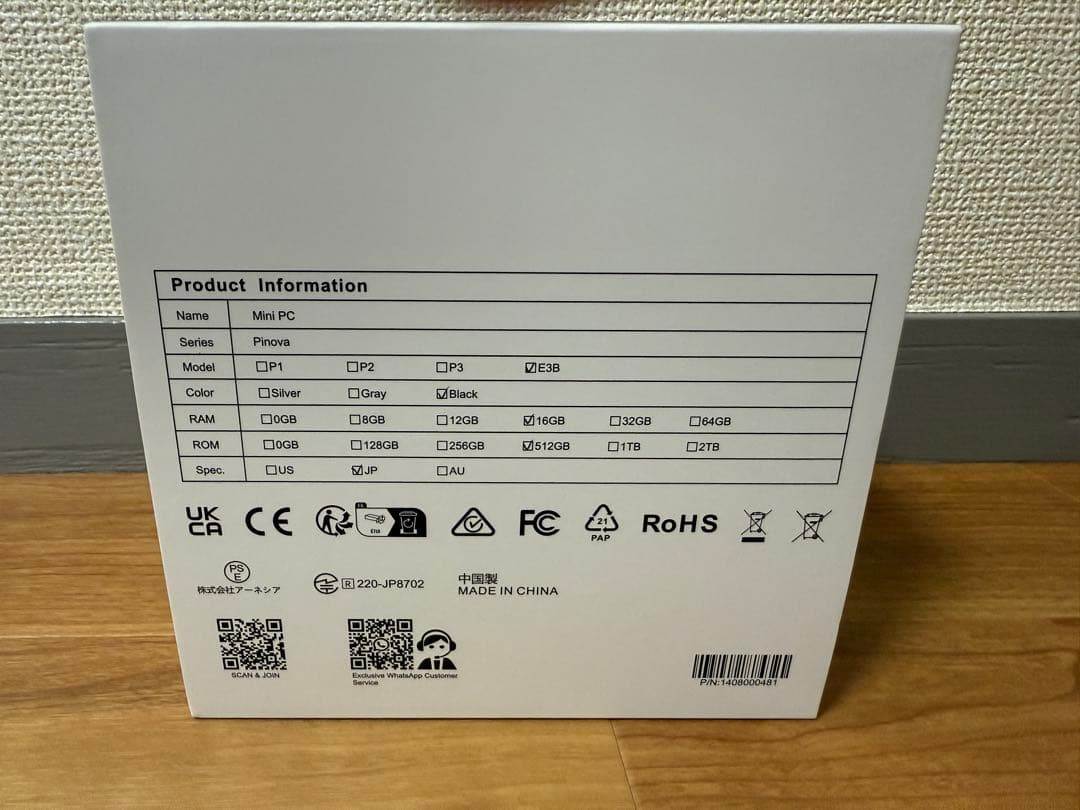 Product Information
Name Mini PC
Series Pinova
Model ☐P1 ☐P2 ☐P3 ☑E3B
Color ☐Silver ☐Gray ☑Black
RAM ☐0GB ☐8GB ☐12GB ☑16GB ☐32GB ☐64GB
ROM ☐0GB ☐128GB ☐256GB ☑512GB ☐1TB ☐2TB
Spec. ☐US ☑JP ☐AU
UK CA CE FC 21 PAP RoHS
PS E
株式会社アーネシア
R 220-JP8702
中国製
MADE IN CHINA
SCAN & JOIN
Exclusive WhatsApp Customer
Service
P/N:1408000481